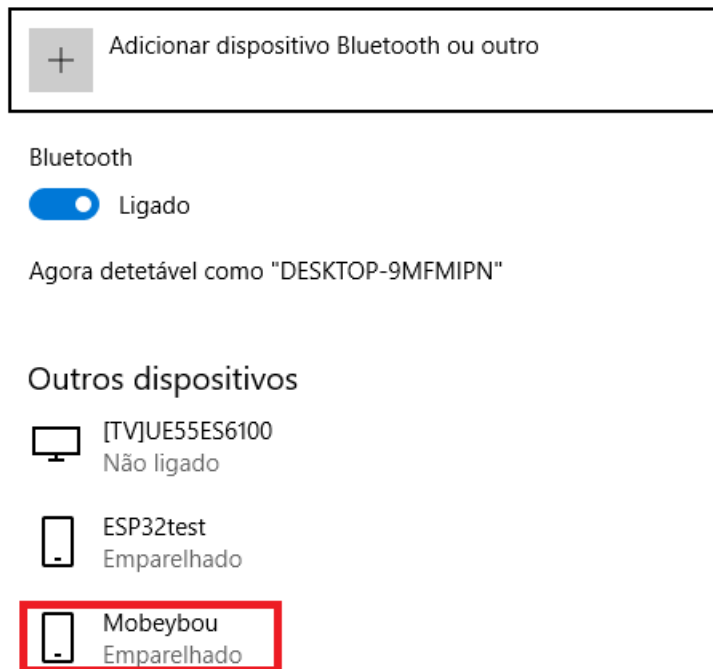 Adicionar dispositivo Bluetooth ou outro
Bluetooth
Ligado
Agora detetável como "DESKTOP-9MFMIPN"
Outros dispositivos
[TV]UE55ES6100
Não ligado
ESP32test
Emparelhado
Mobeybou
Emparelhado